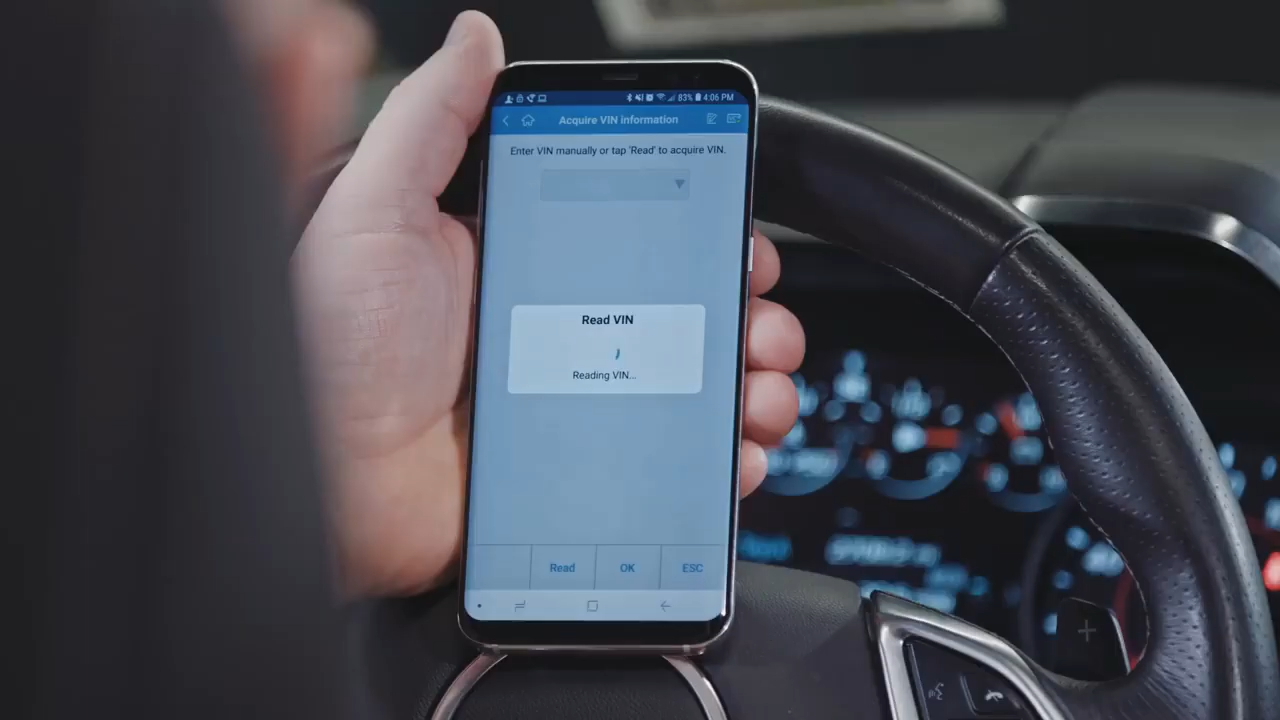 83% 4:06 PM
Acquire VIN information
Enter VIN manually or tap 'Read' to acquire VIN.
Read VIN
Reading VIN...
Read OK ESC